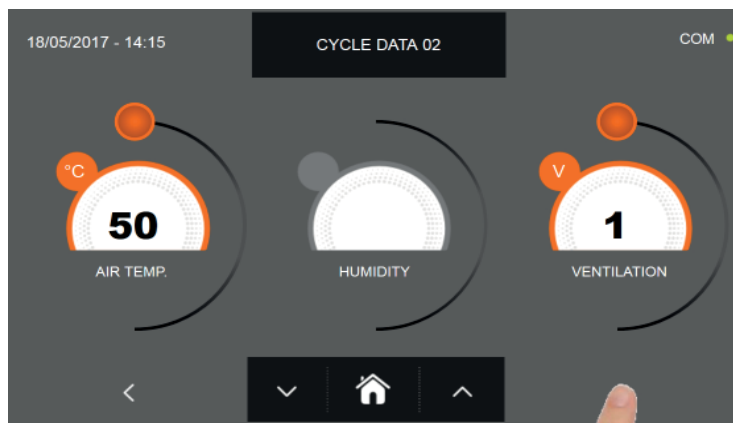 18/05/2017 - 14:15
CYCLE DATA 02
COM
°C
50
AIR TEMP.
HUMIDITY
V
1
VENTILATION